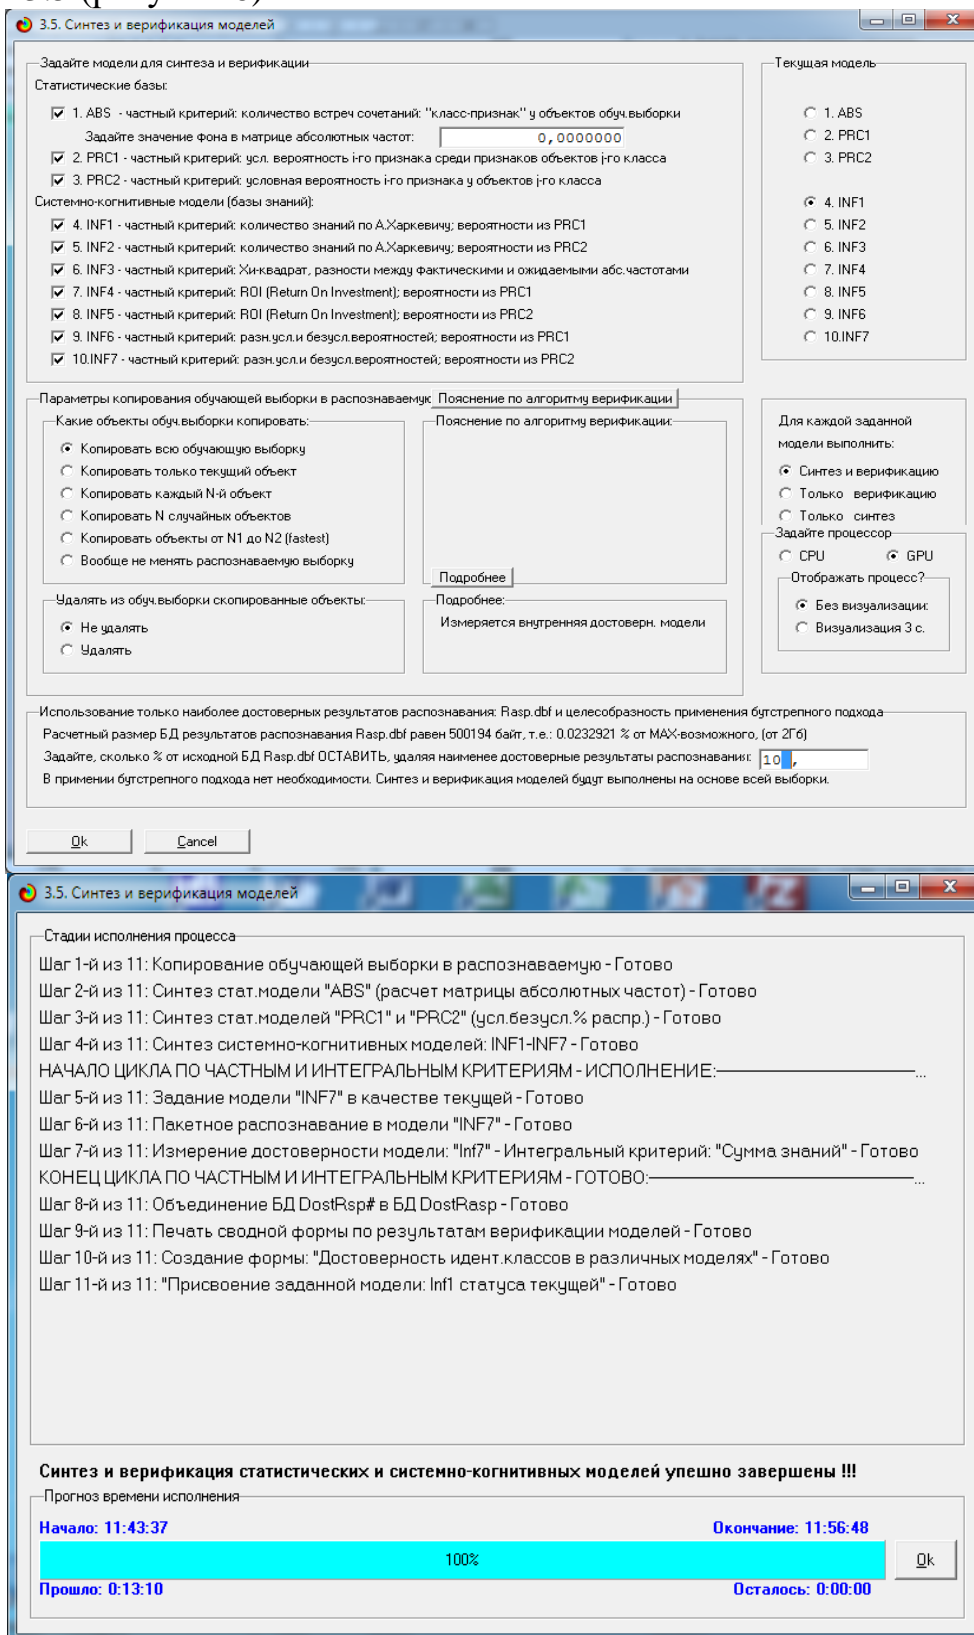 3.5. Синтез и верификация моделей
Задайте модели для синтеза и верификации
Статистические базы:
1. ABS - частный критерий: количество встреч сочетаний: "класс-признак" у объектов обуч.выборки
Задайте значение фона в матрице абсолютных частот: 0,0000000
2. PRC1 - частный критерий: усл. вероятность i-го признака среди признаков объектов j-го класса
3. PRC2 - частный критерий: условная вероятность i-го признака у объектов j-го класса
Системно-когнитивные модели (базы знаний):
4. INF1 - частный критерий: количество знаний по А.Харкевичу; вероятности из PRC1
5. INF2 - частный критерий: количество знаний по А.Харкевичу; вероятности из PRC2
6. INF3 - частный критерий: Хи-квадрат, разности между фактическими и ожидаемыми абс.частотами
7. INF4 - частный критерий: ROI (Return On Investment); вероятности из PRC1
8. INF5 - частный критерий: ROI (Return On Investment); вероятности из PRC2
9. INF6 - частный критерий: разн.усл.и безусл.вероятностей; вероятности из PRC1
10.INF7 - частный критерий: разн.усл.и безусл.вероятностей; вероятности из PRC2
Текущая модель
1. ABS
2. PRC1
3. PRC2
4. INF1
5. INF2
6. INF3
7. INF4
8. INF5
9. INF6
10.INF7
Параметры копирования обучающей выборки в распознаваемую
Пояснение по алгоритму верификации
Какие объекты обуч.выборки копировать:
Копировать всю обучающую выборку
Копировать только текущий объект
Копировать каждый N-й объект
Копировать N случайных объектов
Копировать объекты от N1 до N2 (fastest)
Вообще не менять распознаваемую выборку
Пояснение по алгоритму верификации:
Подробнее
Удалять из обуч.выборки скопированные объекты:
Не удалять
Удалять
Подробнее:
Измеряется внутренняя достоверн. модели
Для каждой заданной
модели выполнить:
Синтез и верификацию
Только верификацию
Только синтез
Задайте процессор
CPU GPU
Отображать процесс?
Без визуализации:
Визуализация 3 с.
Использование только наиболее достоверных результатов распознавания: Rasp.dbf и целесообразность применения бутстрепного подхода
Расчетный размер БД результатов распознавания Rasp.dbf равен 500194 байт, т.е.: 0.0232921 % от MAX-возможного, (от 2Гб)
Задайте, сколько % от исходной БД Rasp.dbf ОСТАВИТЬ, удаляя наименее достоверные результаты распознавания: 10 ,
В примении бутстрепного подхода нет необходимости. Синтез и верификация моделей будут выполнены на основе всей выборки.
Ok Cancel
3.5. Синтез и верификация моделей
Стадии исполнения процесса
Шаг 1-й из 11: Копирование обучающей выборки в распознаваемую - Готово
Шаг 2-й из 11: Синтез стат.модели "ABS" (расчет матрицы абсолютных частот) - Готово
Шаг 3-й из 11: Синтез стат.моделей "PRC1" и "PRC2" (усл.безусл.% распр.) - Готово
Шаг 4-й из 11: Синтез системно-когнитивных моделей: INF1-INF7 - Готово
НАЧАЛО ЦИКЛА ПО ЧАСТНЫМ И ИНТЕГРАЛЬНЫМ КРИТЕРИЯМ - ИСПОЛНЕНИЕ:————————...
Шаг 5-й из 11: Задание модели "INF7" в качестве текущей - Готово
Шаг 6-й из 11: Пакетное распознавание в модели "INF7" - Готово
Шаг 7-й из 11: Измерение достоверности модели: "Inf7" - Интегральный критерий: "Сумма знаний" - Готово
КОНЕЦ ЦИКЛА ПО ЧАСТНЫМ И ИНТЕГРАЛЬНЫМ КРИТЕРИЯМ - ГОТОВО:————————...
Шаг 8-й из 11: Объединение БД DostRsp# в БД DostRasp - Готово
Шаг 9-й из 11: Печать сводной формы по результатам верификации моделей - Готово
Шаг 10-й из 11: Создание формы: "Достоверность идент.классов в различных моделях" - Готово
Шаг 11-й из 11: "Присвоение заданной модели: Inf1 статуса текущей" - Готово
Синтез и верификация статистических и системно-когнитивных моделей упешно завершены !!!
Прогноз времени исполнения
Начало: 11:43:37 Окончание: 11:56:48
100% Ok
Прошло: 0:13:10 Осталось: 0:00:00